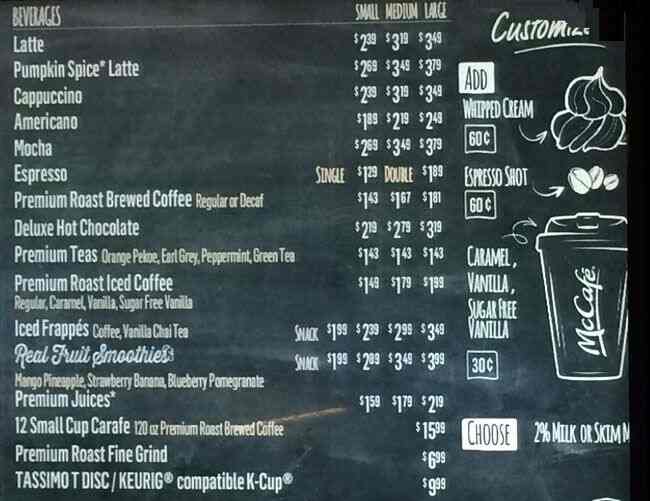 BEVERAGES SMALL MEDIUM LARGE
Latte $2.39 $3.19 $3.49
Pumpkin Spice* Latte $2.69 $3.49 $3.79
Cappuccino $2.39 $3.19 $3.49
Americano $1.89 $2.19 $2.49
Mocha $2.69 $3.49 $3.79
Espresso SINGLE $1.29 DOUBLE $1.89
Premium Roast Brewed Coffee Regular or Decaf $1.43 $1.67 $1.81
Deluxe Hot Chocolate $2.19 $2.79 $3.19
Premium Teas Orange Pekoe, Earl Grey, Peppermint, Green Tea $1.43 $1.43 $1.43
Premium Roast Iced Coffee $1.49 $1.79 $1.99
Regular, Caramel, Vanilla, Sugar Free Vanilla
Iced Frappés Coffee, Vanilla Chai Tea SNACK $1.99 $2.39 $2.99 $3.49
Real Fruit Smoothies SNACK $1.99 $2.89 $3.49 $3.99
Mango Pineapple, Strawberry Banana, Blueberry Pomegranate
Premium Juices* $1.59 $1.79 $2.19
12 Small Cup Carafe 120 oz Premium Roast Brewed Coffee $15.99
Premium Roast Fine Grind $6.99
TASSIMO T DISC / KEURIG® compatible K-Cup® $9.99
CUSTOMIZE
ADD
WHIPPED CREAM
60¢
ESPRESSO SHOT
60¢
CARAMEL,
VANILLA,
SUGAR FREE
VANILLA
30¢
McCafé
CHOOSE 2% MILK OR SKIM M